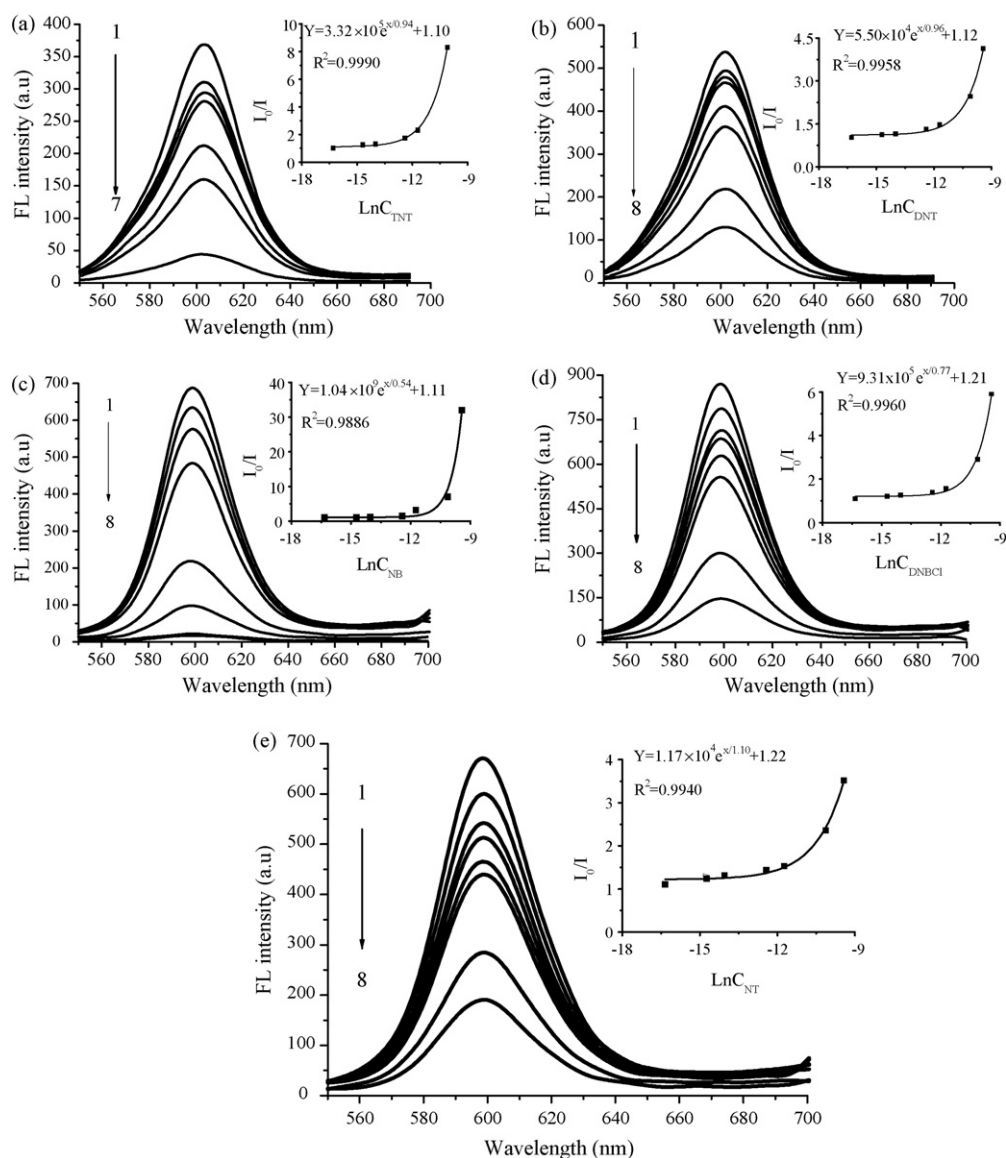 (a)
400
350
300
250
200
150
100
50
0
FL intensity (a.u)
1
7
560 580 600 620 640 660 680 700
Wavelength (nm)
Y=3.32×10^5 e^(x/0.94)+1.10
R²=0.9990
10
8
6
4
2
0
I₀/I
-18 -15 -12 -9
LnC_TNT
(b)
600
500
400
300
200
100
0
FL intensity (a.u)
1
8
560 580 600 620 640 660 680 700
Wavelength (nm)
Y=5.50×10^4 e^(x/0.96)+1.12
R²=0.9958
4.5
3.0
1.5
0.0
I₀/I
-18 -15 -12 -9
LnC_DNT
(c)
700
600
500
400
300
200
100
0
FL intensity (a.u)
1
8
560 580 600 620 640 660 680 700
Wavelength (nm)
Y=1.04×10^9 e^(x/0.54)+1.11
R²=0.9886
40
30
20
10
0
I₀/I
-18 -15 -12 -9
LnC_NB
(d)
900
750
600
450
300
150
0
FL intensity (a.u)
1
8
560 580 600 620 640 660 680 700
Wavelength (nm)
Y=9.31x10^5 e^(x/0.77)+1.21
R²=0.9960
6
4
2
0
I₀/I
-18 -15 -12 -9
LnC_DNBCl
(e)
700
600
500
400
300
200
100
0
FL intensity (a.u)
1
8
560 580 600 620 640 660 680 700
Wavelength (nm)
Y=1.17×10^4 e^(x/1.10)+1.22
R²=0.9940
4
3
2
1
0
I₀/I
-18 -15 -12 -9
LnC_NT